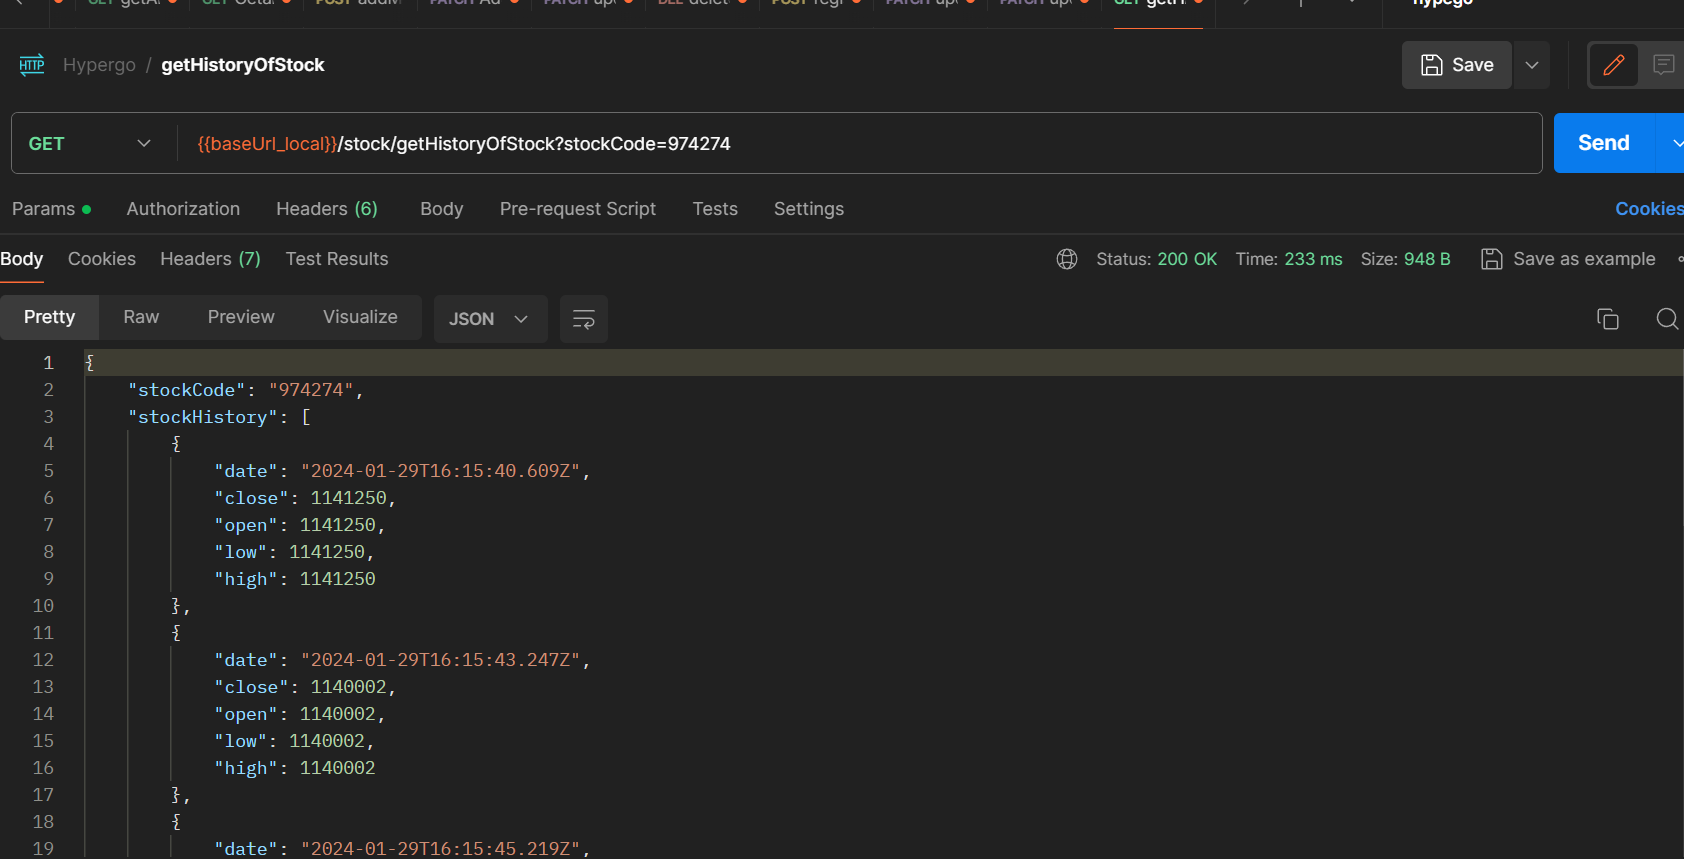 Hypergo / getHistoryOfStock
Save
GET {{baseUrl_local}}/stock/getHistoryOfStock?stockCode=974274
Send
Params Authorization Headers (6) Body Pre-request Script Tests Settings
Cookies
Body Cookies Headers (7) Test Results
Status: 200 OK Time: 233 ms Size: 948 B Save as example
Pretty Raw Preview Visualize JSON
1 {
2 "stockCode": "974274",
3 "stockHistory": [
4 {
5 "date": "2024-01-29T16:15:40.609Z",
6 "close": 1141250,
7 "open": 1141250,
8 "low": 1141250,
9 "high": 1141250
10 },
11 {
12 "date": "2024-01-29T16:15:43.247Z",
13 "close": 1140002,
14 "open": 1140002,
15 "low": 1140002,
16 "high": 1140002
17 },
18 {
19 "date": "2024-01-29T16:15:45.219Z",